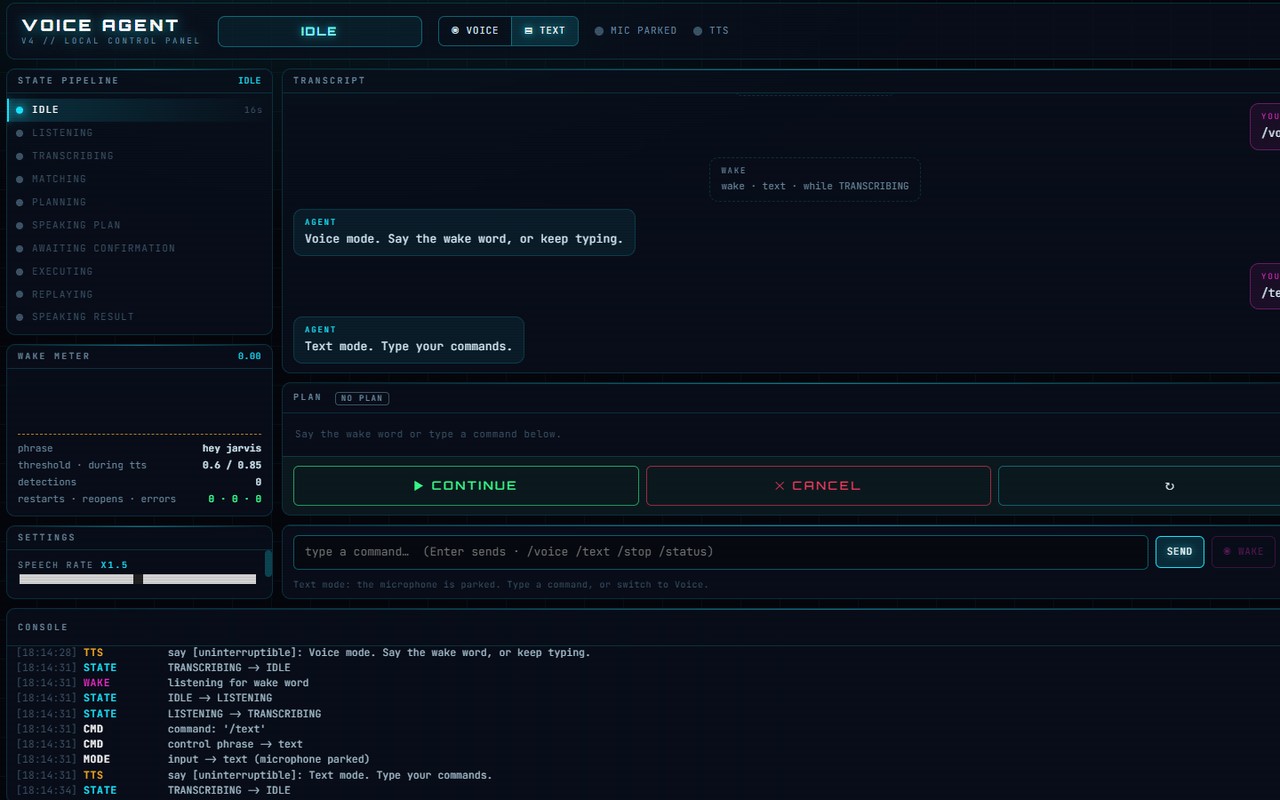 VOICE AGENT
V4 // LOCAL CONTROL PANEL
IDLE
VOICE
TEXT
MIC PARKED
TTS
STATE PIPELINE
IDLE
IDLE
16s
LISTENING
TRANSCRIBING
MATCHING
PLANNING
SPEAKING PLAN
AWAITING CONFIRMATION
EXECUTING
REPLAYING
SPEAKING RESULT
WAKE METER
0.00
phrase
hey jarvis
threshold · during tts
0.6 / 0.85
detections
0
restarts · reopens · errors
0 · 0 · 0
SETTINGS
SPEECH RATE X1.5
TRANSCRIPT
YOU
/vo
WAKE
wake · text · while TRANSCRIBING
AGENT
Voice mode. Say the wake word, or keep typing.
YOU
/te
AGENT
Text mode. Type your commands.
PLAN
NO PLAN
Say the wake word or type a command below.
▶ CONTINUE
✕ CANCEL
↻
type a command… (Enter sends · /voice /text /stop /status)
SEND
WAKE
Text mode: the microphone is parked. Type a command, or switch to Voice.
CONSOLE
[18:14:28] TTS say [uninterruptible]: Voice mode. Say the wake word, or keep typing.
[18:14:31] STATE TRANSCRIBING → IDLE
[18:14:31] WAKE listening for wake word
[18:14:31] STATE IDLE → LISTENING
[18:14:31] STATE LISTENING → TRANSCRIBING
[18:14:31] CMD command: '/text'
[18:14:31] CMD control phrase → text
[18:14:31] MODE input → text (microphone parked)
[18:14:31] TTS say [uninterruptible]: Text mode. Type your commands.
[18:14:34] STATE TRANSCRIBING → IDLE